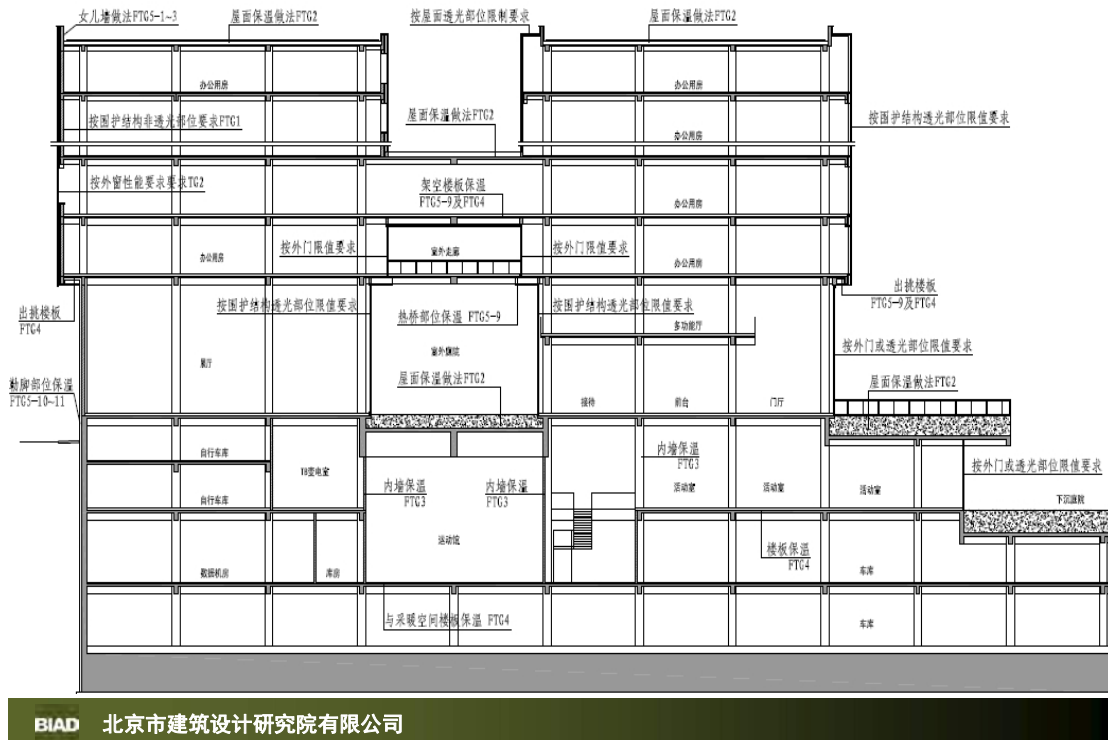 女儿墙做法FTG5-1~3
屋面保温做法FTG2
按屋面透光部位限制要求
屋面保温做法FTG2
办公用房
办公用房
屋面保温做法FTG2
按围护结构非透光部位要求FTG1
按围护结构透光部位限值要求
办公用房
架空楼板保温
FTG5-9及FTG4
按外窗性能要求要求TG2
办公用房
按外门限值要求
室外走廊
按外门限值要求
办公用房
办公用房
出挑楼板
FTG5-9及FTG4
出挑楼板
FTG4
按围护结构透光部位限值要求
热桥部位保温 FTG5-9
按围护结构透光部位限值要求
多功能厅
室外庭院
按外门或透光部位限值要求
展厅
屋面保温做法FTG2
屋面保温做法FTG2
勒脚部位保温
FTG5-10~11
接待
前台
门厅
自行车库
T8变电室
内墙保温
FTG3
按外门或透光部位限值要求
内墙保温
FTG3
内墙保温
FTG3
活动室
活动室
活动室
自行车库
下沉庭院
运动馆
楼板保温
FTG4
数据机房
库房
车库
与采暖空间楼板保温 FTG4
车库
BIAD 北京市建筑设计研究院有限公司